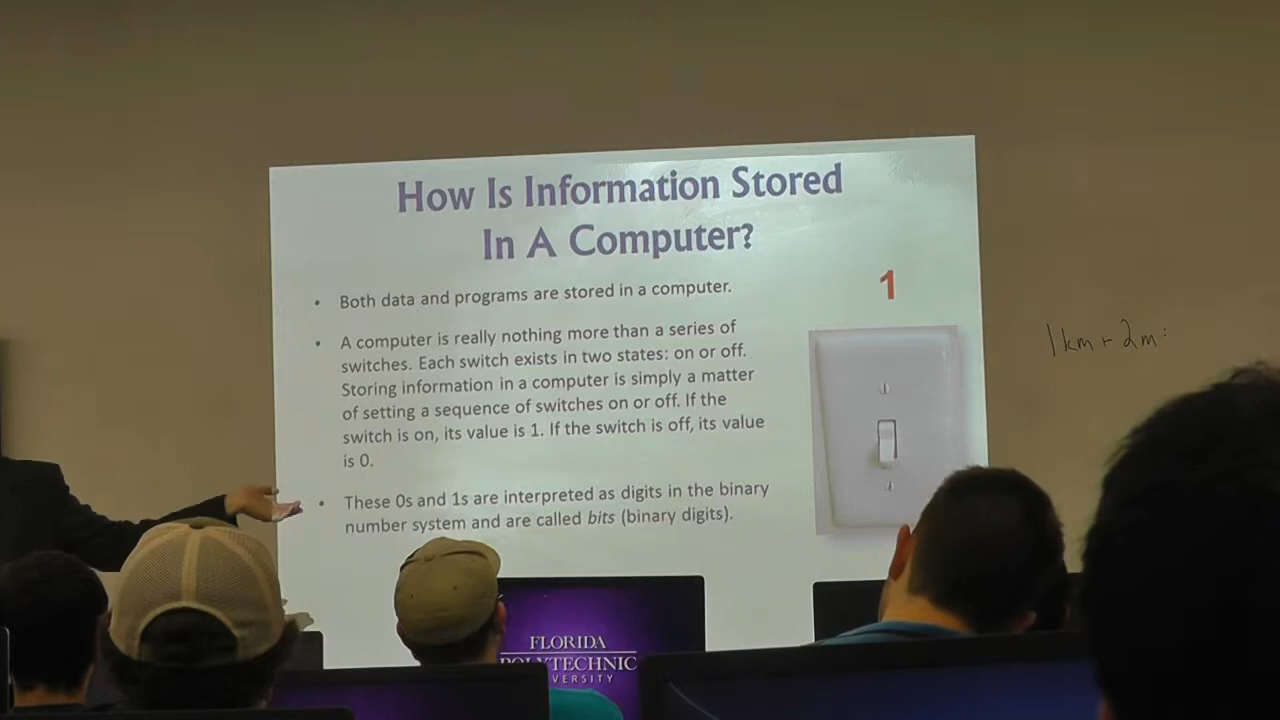 How Is Information Stored
In A Computer?
• Both data and programs are stored in a computer.
• A computer is really nothing more than a series of
switches. Each switch exists in two states: on or off.
Storing information in a computer is simply a matter
of setting a sequence of switches on or off. If the
switch is on, its value is 1. If the switch is off, its value
is 0.
• These 0s and 1s are interpreted as digits in the binary
number system and are called bits (binary digits).
1
1km + 2m =
FLORIDA
POLYTECHNIC
VERSITY